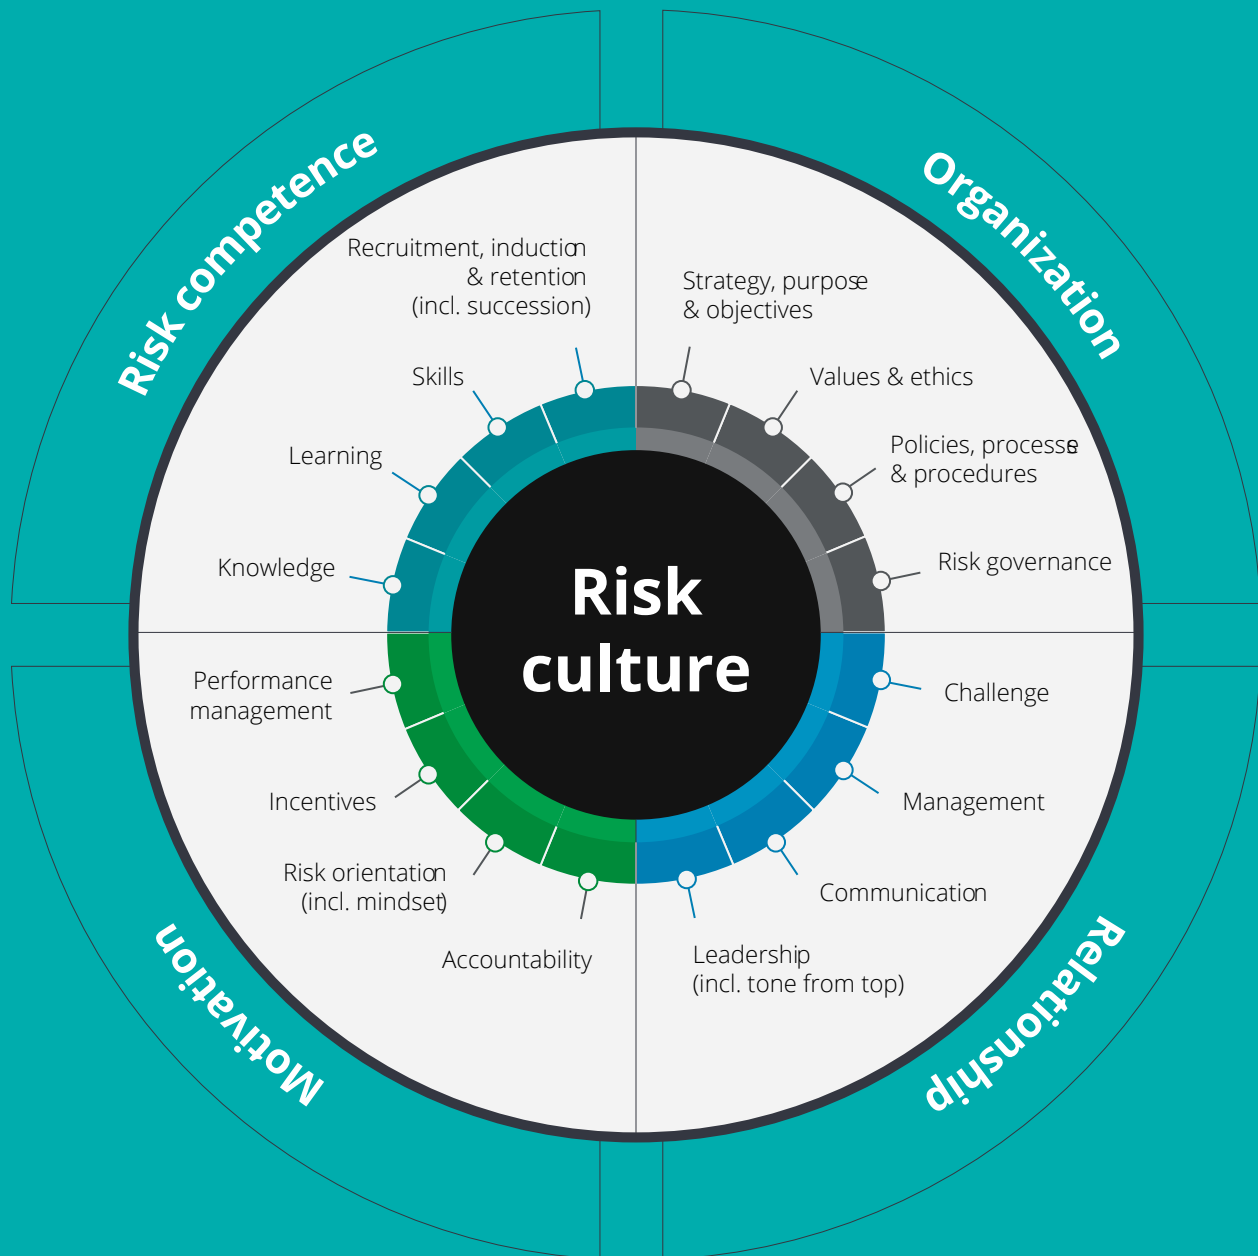 Risk competence
Organization
Recruitment, induction
& retention
(incl. succession)
Skills
Learning
Knowledge
Strategy, purpose
& objectives
Values & ethics
Policies, processe
& procedures
Risk governance
Risk
culture
Performance
management
Incentives
Risk orientation
(incl. mindset)
Accountability
Challenge
Management
Communication
Leadership
(incl. tone from top)
Motivation
Relationship